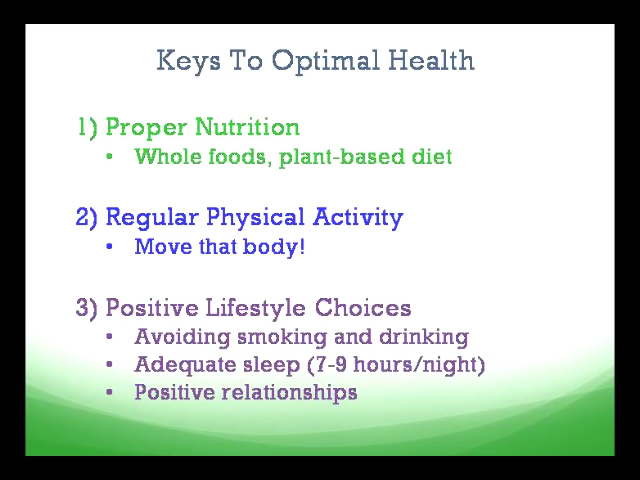 Keys To Optimal Health
1) Proper Nutrition
• Whole foods, plant-based diet
2) Regular Physical Activity
• Move that body!
3) Positive Lifestyle Choices
• Avoiding smoking and drinking
• Adequate sleep (7-9 hours/night)
• Positive relationships